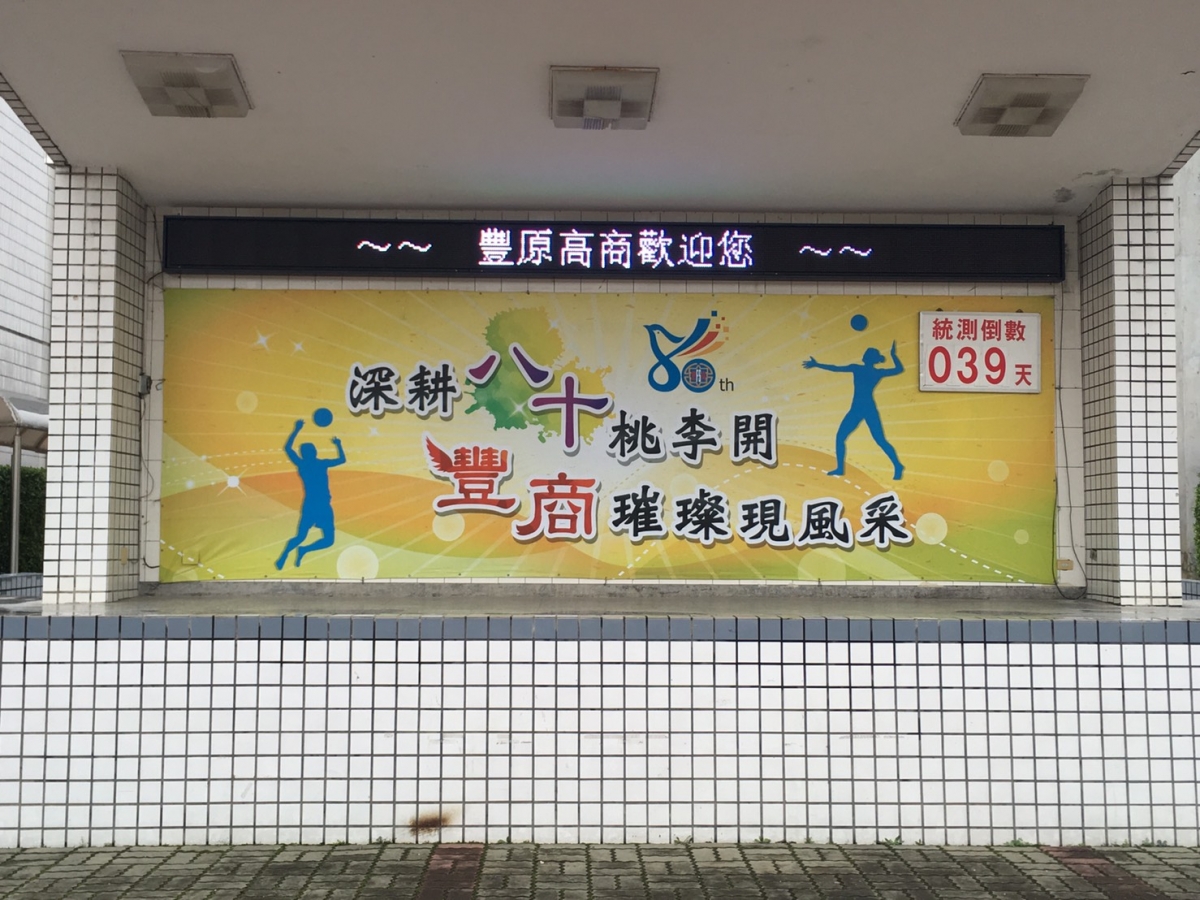 ~~ 豐原高商歡迎您 ~~
80th
統測倒數
039天
深耕八十桃李開
豐商璀璨現風采